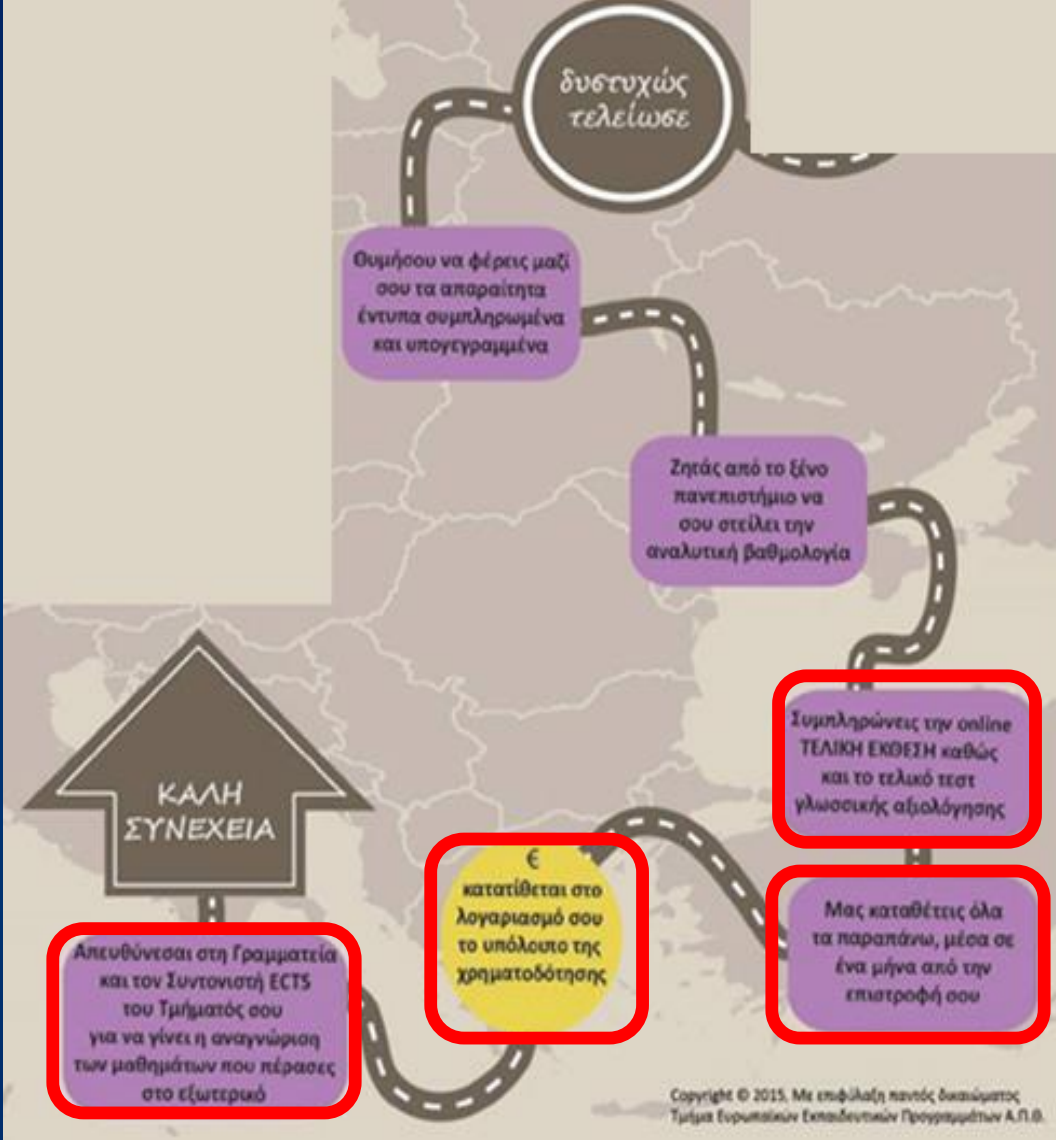 δυστυχώς
τελείωσε
Θυμήσου να φέρεις μαζί
σου τα απαραίτητα
έντυπα συμπληρωμένα
και υπογεγραμμένα
Ζητάς από το ξένο
πανεπιστήμιο να
σου στείλει την
αναλυτική βαθμολογία
Συμπληρώνεις την online
ΤΕΛΙΚΗ ΕΚΘΕΣΗ καθώς
και το τελικό τεστ
γλωσσικής αξιολόγησης
Μας καταθέτεις όλα
τα παραπάνω, μέσα σε
ένα μήνα από την
επιστροφή σου
€
κατατίθεται στο
λογαριασμό σου
το υπόλοιπο της
χρηματοδότησης
Απευθύνεσαι στη Γραμματεία
και τον Συντονιστή ECTS
του Τμήματός σου
για να γίνει η αναγνώριση
των μαθημάτων που πέρασες
στο εξωτερικό
ΚΑΛΗ
ΣΥΝΕΧΕΙΑ
Copyright © 2015, Με επιφύλαξη παντός δικαιώματος
Τμήμα Ευρωπαϊκών Εκπαιδευτικών Προγραμμάτων Α.Π.Θ.